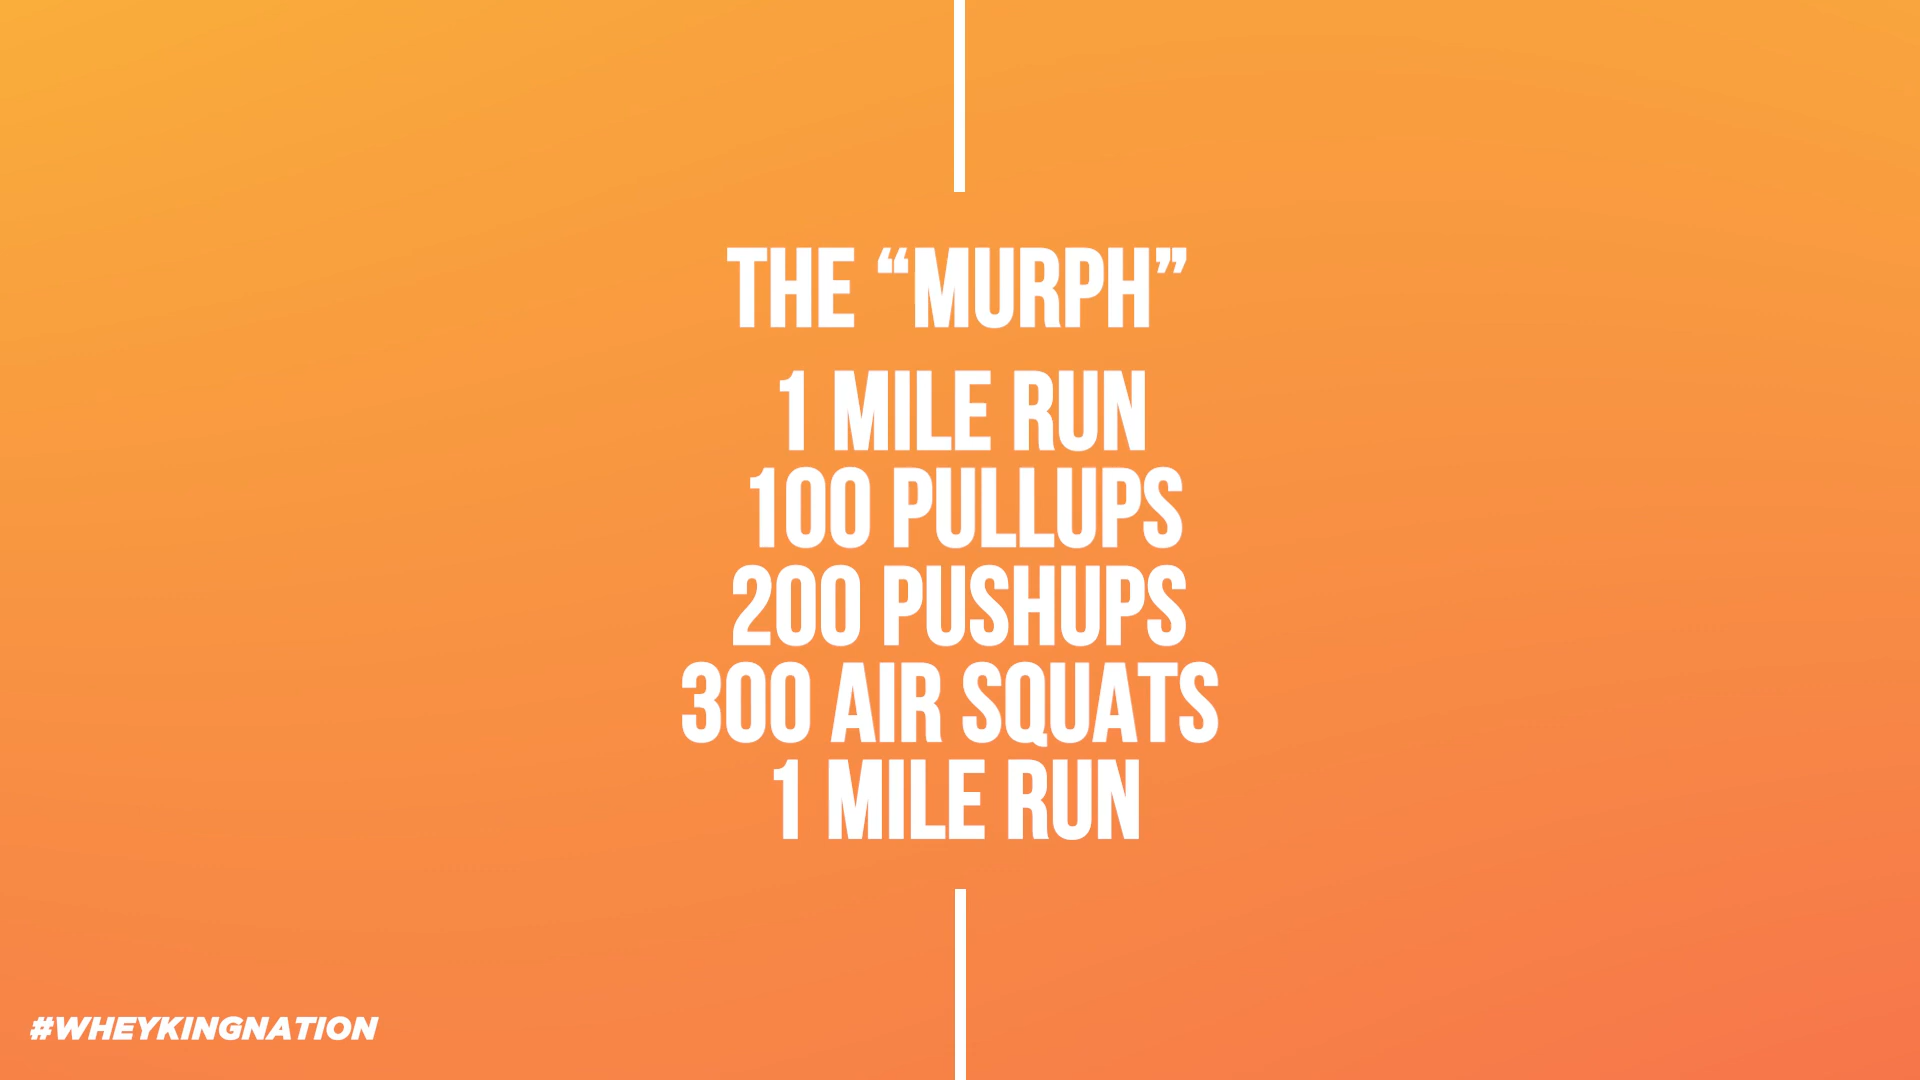 THE “MURPH”
1 MILE RUN
100 PULLUPS
200 PUSHUPS
300 AIR SQUATS
1 MILE RUN
#WHEYKINGNATION